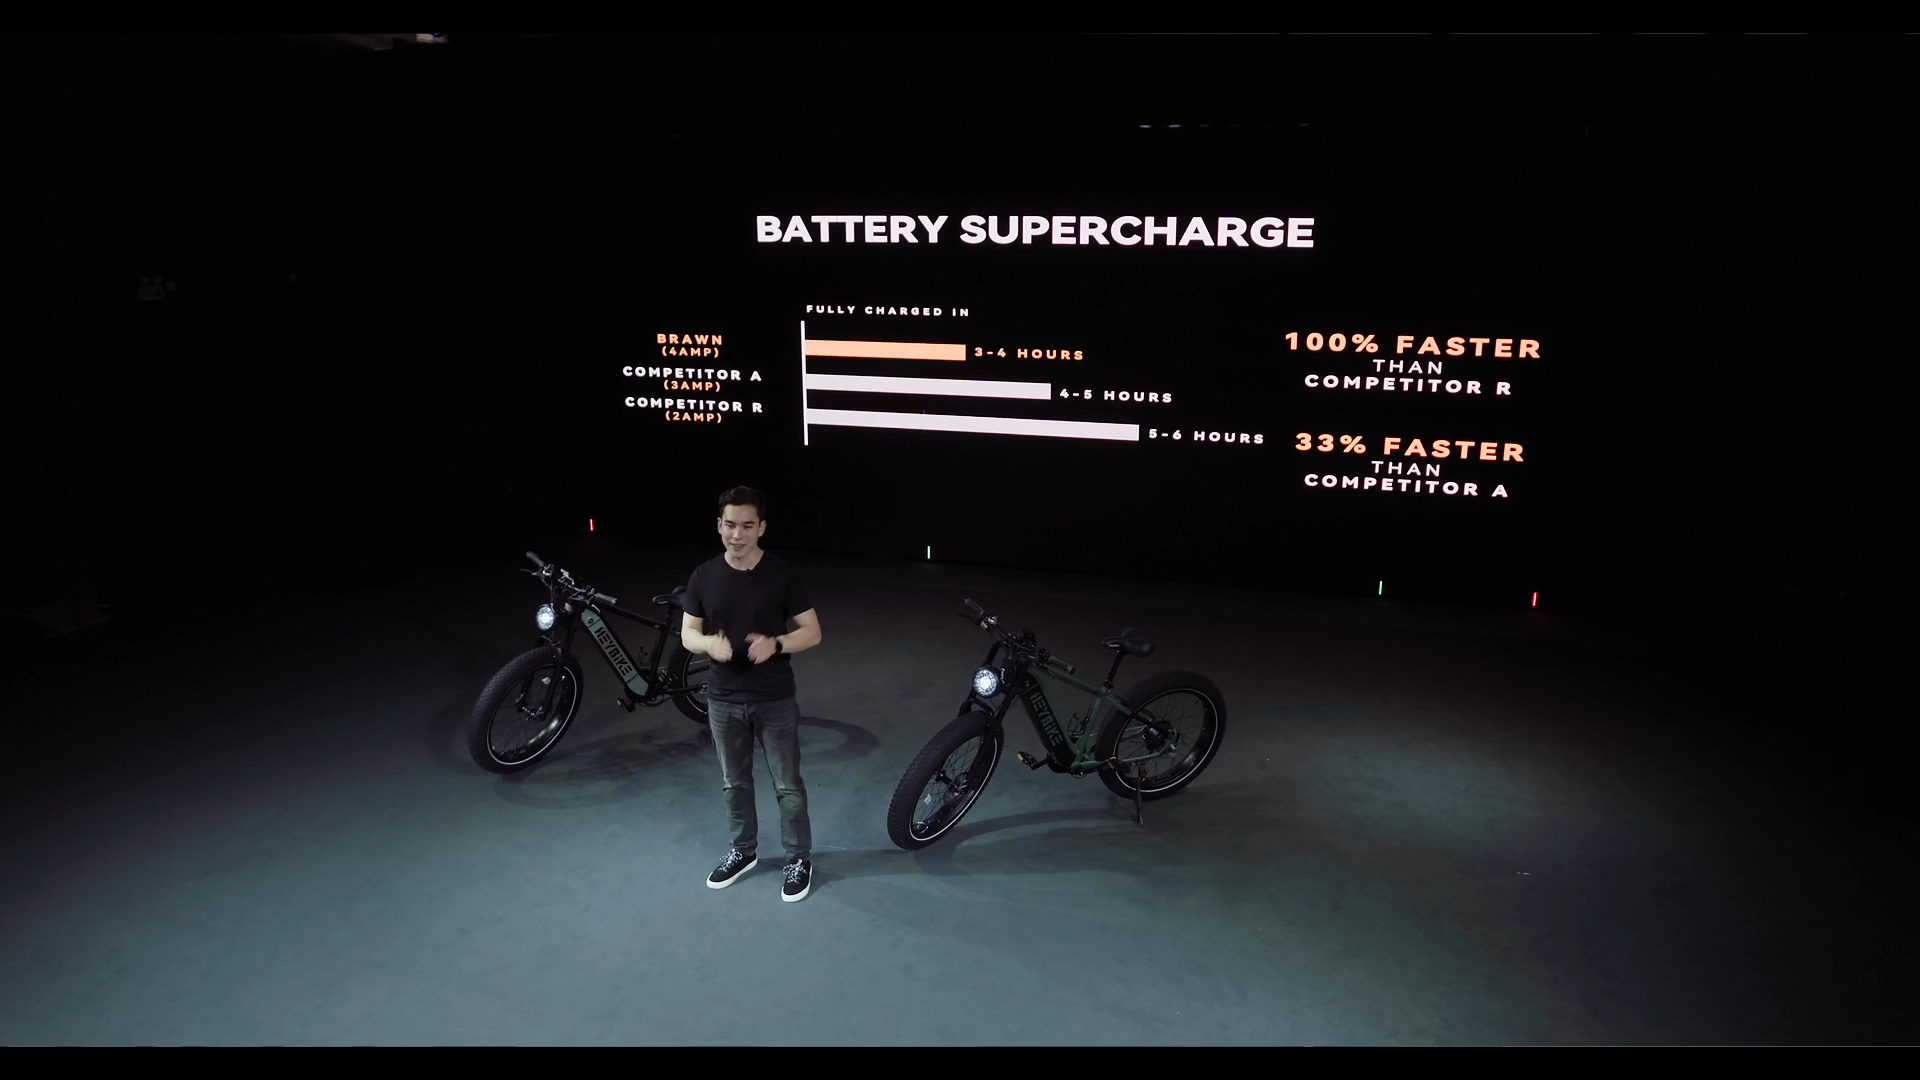 BATTERY SUPERCHARGE
FULLY CHARGED IN
BRAWN
(4AMP)
3-4 HOURS
COMPETITOR A
(3AMP)
4-5 HOURS
COMPETITOR R
(2AMP)
5-6 HOURS
100% FASTER
THAN
COMPETITOR R
33% FASTER
THAN
COMPETITOR A
HEYBIKE
HEYBIKE